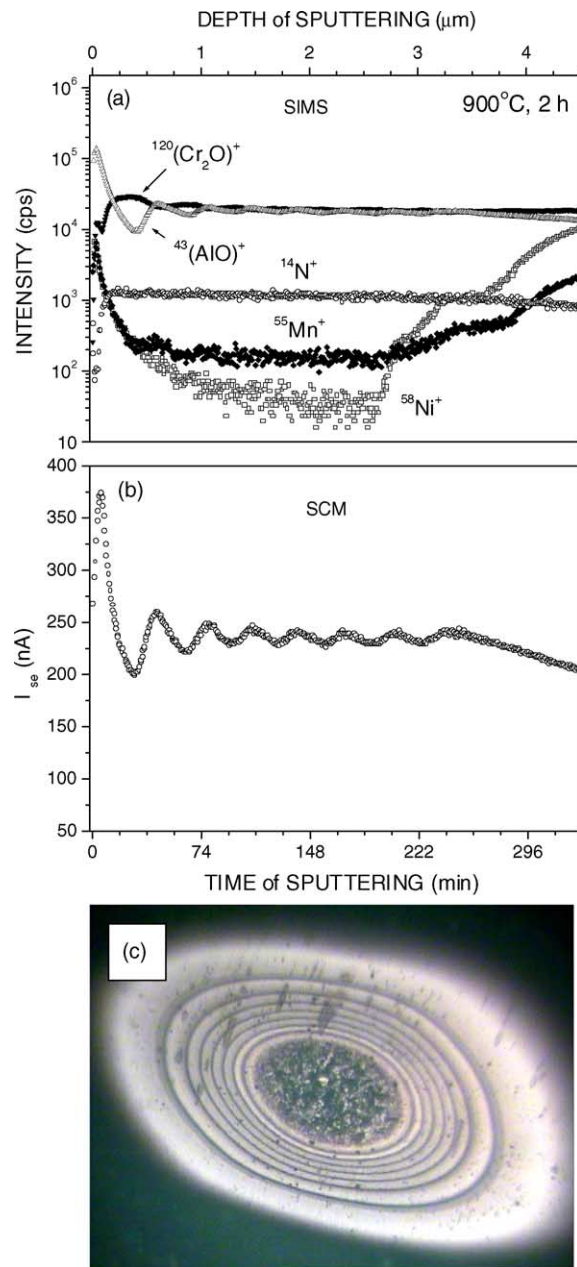 DEPTH of SPUTTERING (μm)
0 1 2 3 4
(a) SIMS 900°C, 2 h
¹²⁰(Cr₂O)⁺
⁴³(AlO)⁺
¹⁴N⁺
⁵⁵Mn⁺
⁵⁸Ni⁺
INTENSITY (cps)
10⁶
10⁵
10⁴
10³
10²
10
(b) SCM
I se (nA)
400
350
300
250
200
150
100
50
0 74 148 222 296
TIME of SPUTTERING (min)
(c)